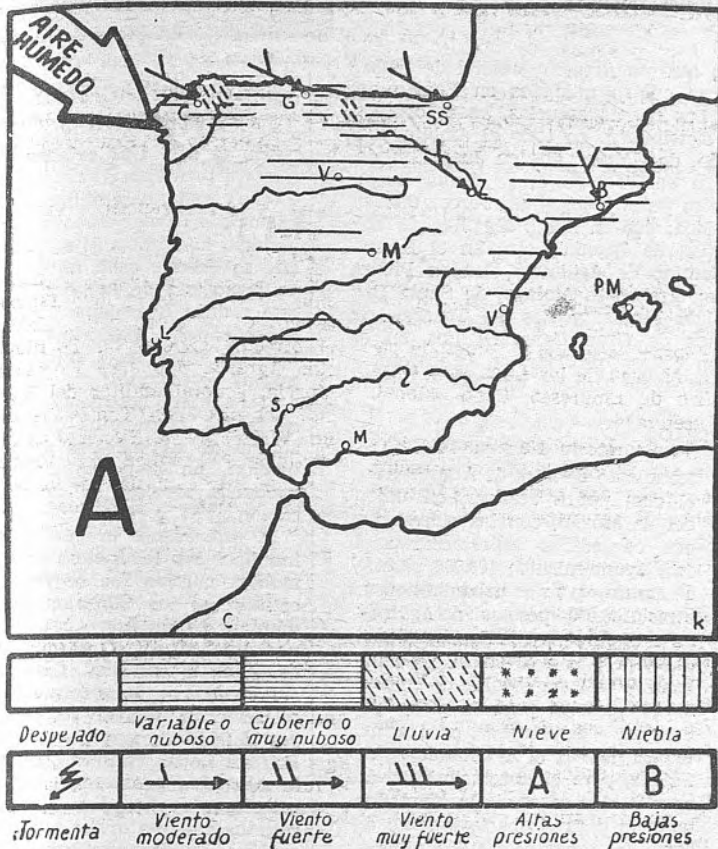 AIRE
HUMEDO
C
G
SS
V
Z
B
M
PM
L
V
S
M
A
C
k
Despejado
Variable o nuboso
Cubierto o muy nuboso
Lluvia
Nieve
Niebla
A
B
Tormenta
Viento moderado
Viento fuerte
Viento muy fuerte
Altas presiones
Bajas presiones